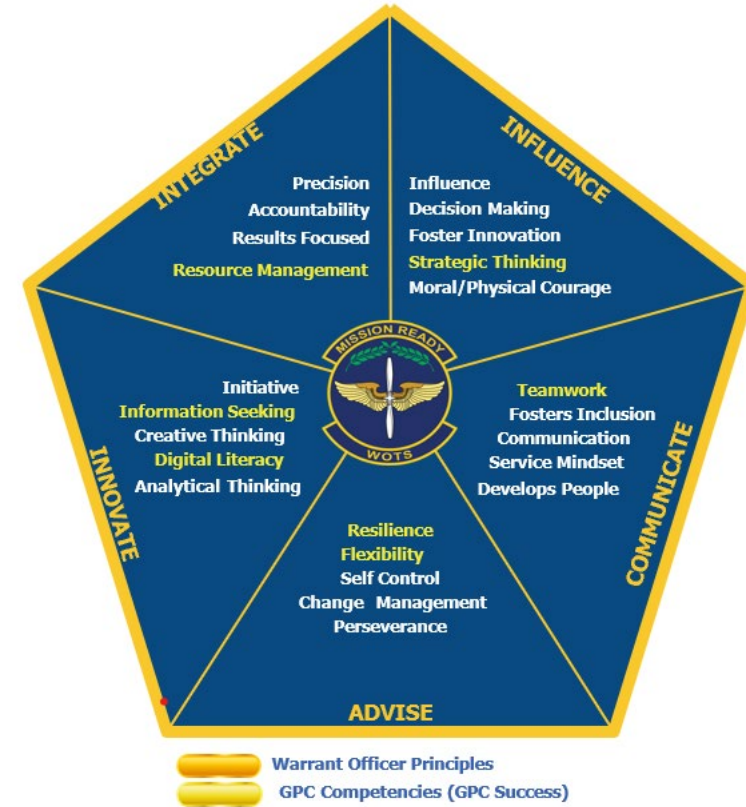 INTEGRATE
Precision
Accountability
Results Focused
Resource Management
INFLUENCE
Influence
Decision Making
Foster Innovation
Strategic Thinking
Moral/Physical Courage
MISSION READY
WOTS
INNOVATE
Initiative
Information Seeking
Creative Thinking
Digital Literacy
Analytical Thinking
COMMUNICATE
Teamwork
Fosters Inclusion
Communication
Service Mindset
Develops People
Resilience
Flexibility
Self Control
Change Management
Perseverance
ADVISE
Warrant Officer Principles
GPC Competencies (GPC Success)